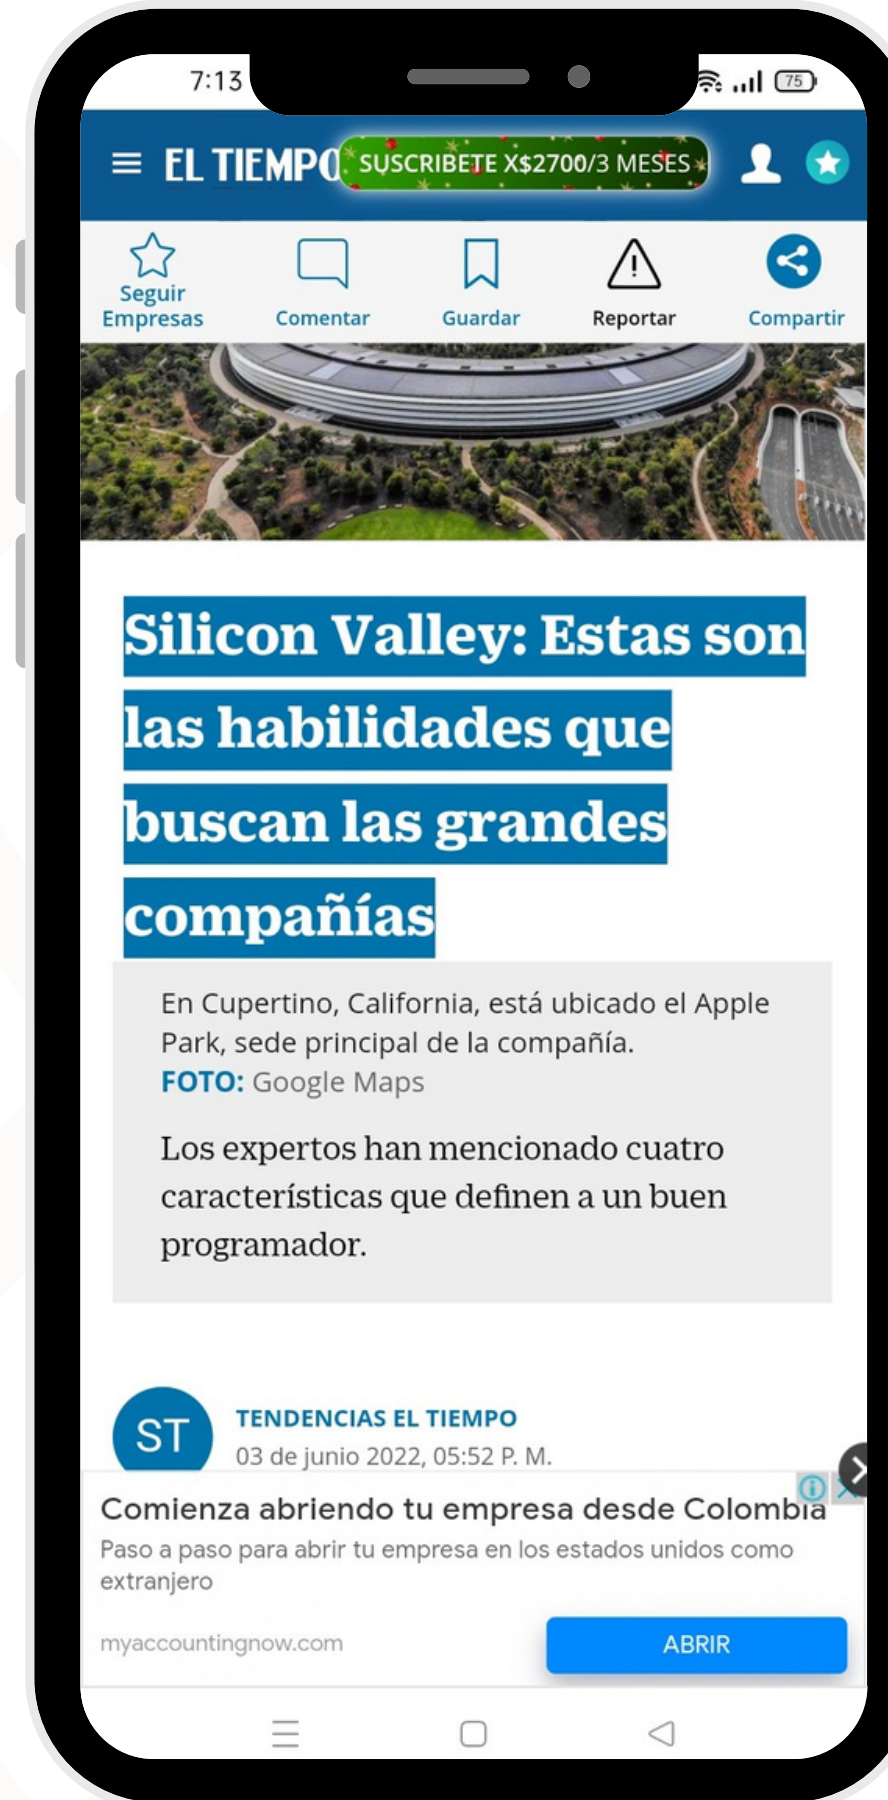 7:13
75
EL TIEMPO
SUSCRIBETE X$2700/3 MESES
Seguir
Empresas
Comentar
Guardar
Reportar
Compartir
Silicon Valley: Estas son
las habilidades que
buscan las grandes
compañías
En Cupertino, California, está ubicado el Apple
Park, sede principal de la compañía.
FOTO: Google Maps
Los expertos han mencionado cuatro
características que definen a un buen
programador.
ST
TENDENCIAS EL TIEMPO
03 de junio 2022, 05:52 P. M.
Comienza abriendo tu empresa desde Colombia
Paso a paso para abrir tu empresa en los estados unidos como
extranjero
myaccountingnow.com
ABRIR